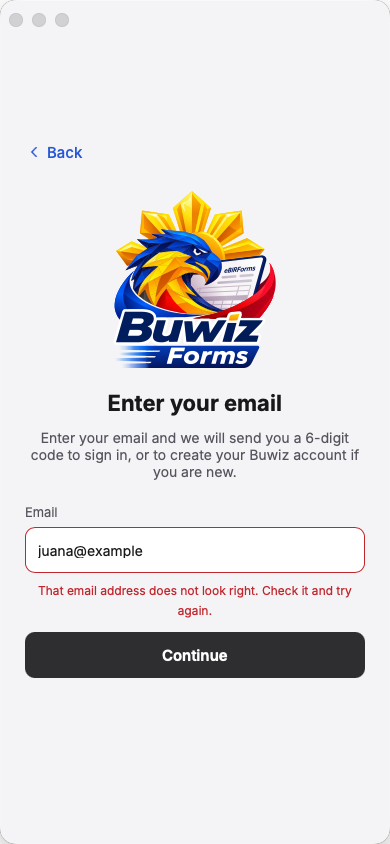 Back
eBIRForms
Buwiz
Forms
Enter your email
Enter your email and we will send you a 6-digit
code to sign in, or to create your Buwiz account if
you are new.
Email
juana@example
That email address does not look right. Check it and try
again.
Continue